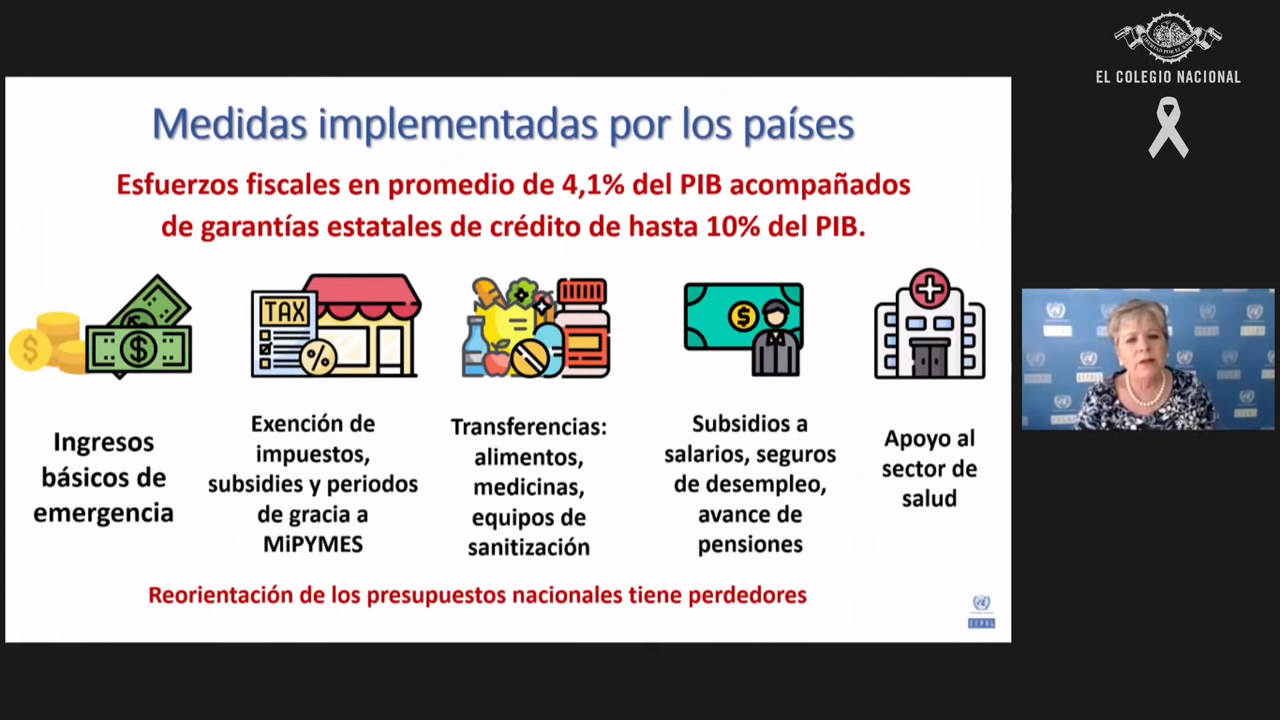 EL COLEGIO NACIONAL
Medidas implementadas por los países
Esfuerzos fiscales en promedio de 4,1% del PIB acompañados
de garantías estatales de crédito de hasta 10% del PIB.
TAX
%
$
$
$
$
Ingresos
básicos de
emergencia
Exención de
impuestos,
subsidies y periodos
de gracia a
MiPYMES
Transferencias:
alimentos,
medicinas,
equipos de
sanitización
Subsidios a
salarios, seguros
de desempleo,
avance de
pensiones
Apoyo al
sector de
salud
Reorientación de los presupuestos nacionales tiene perdedores
CEPAL